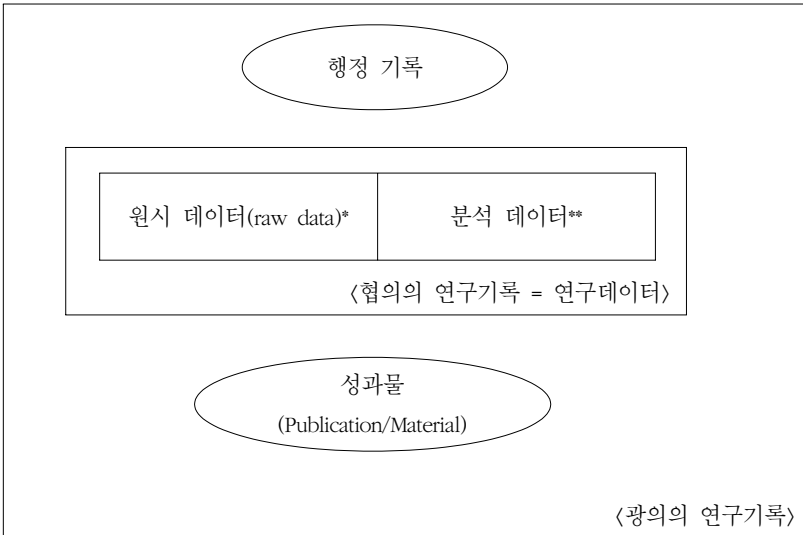 행정 기록
원시 데이터(raw data)* 분석 데이터**
〈협의의 연구기록 = 연구데이터〉
성과물
(Publication/Material)
〈광의의 연구기록〉